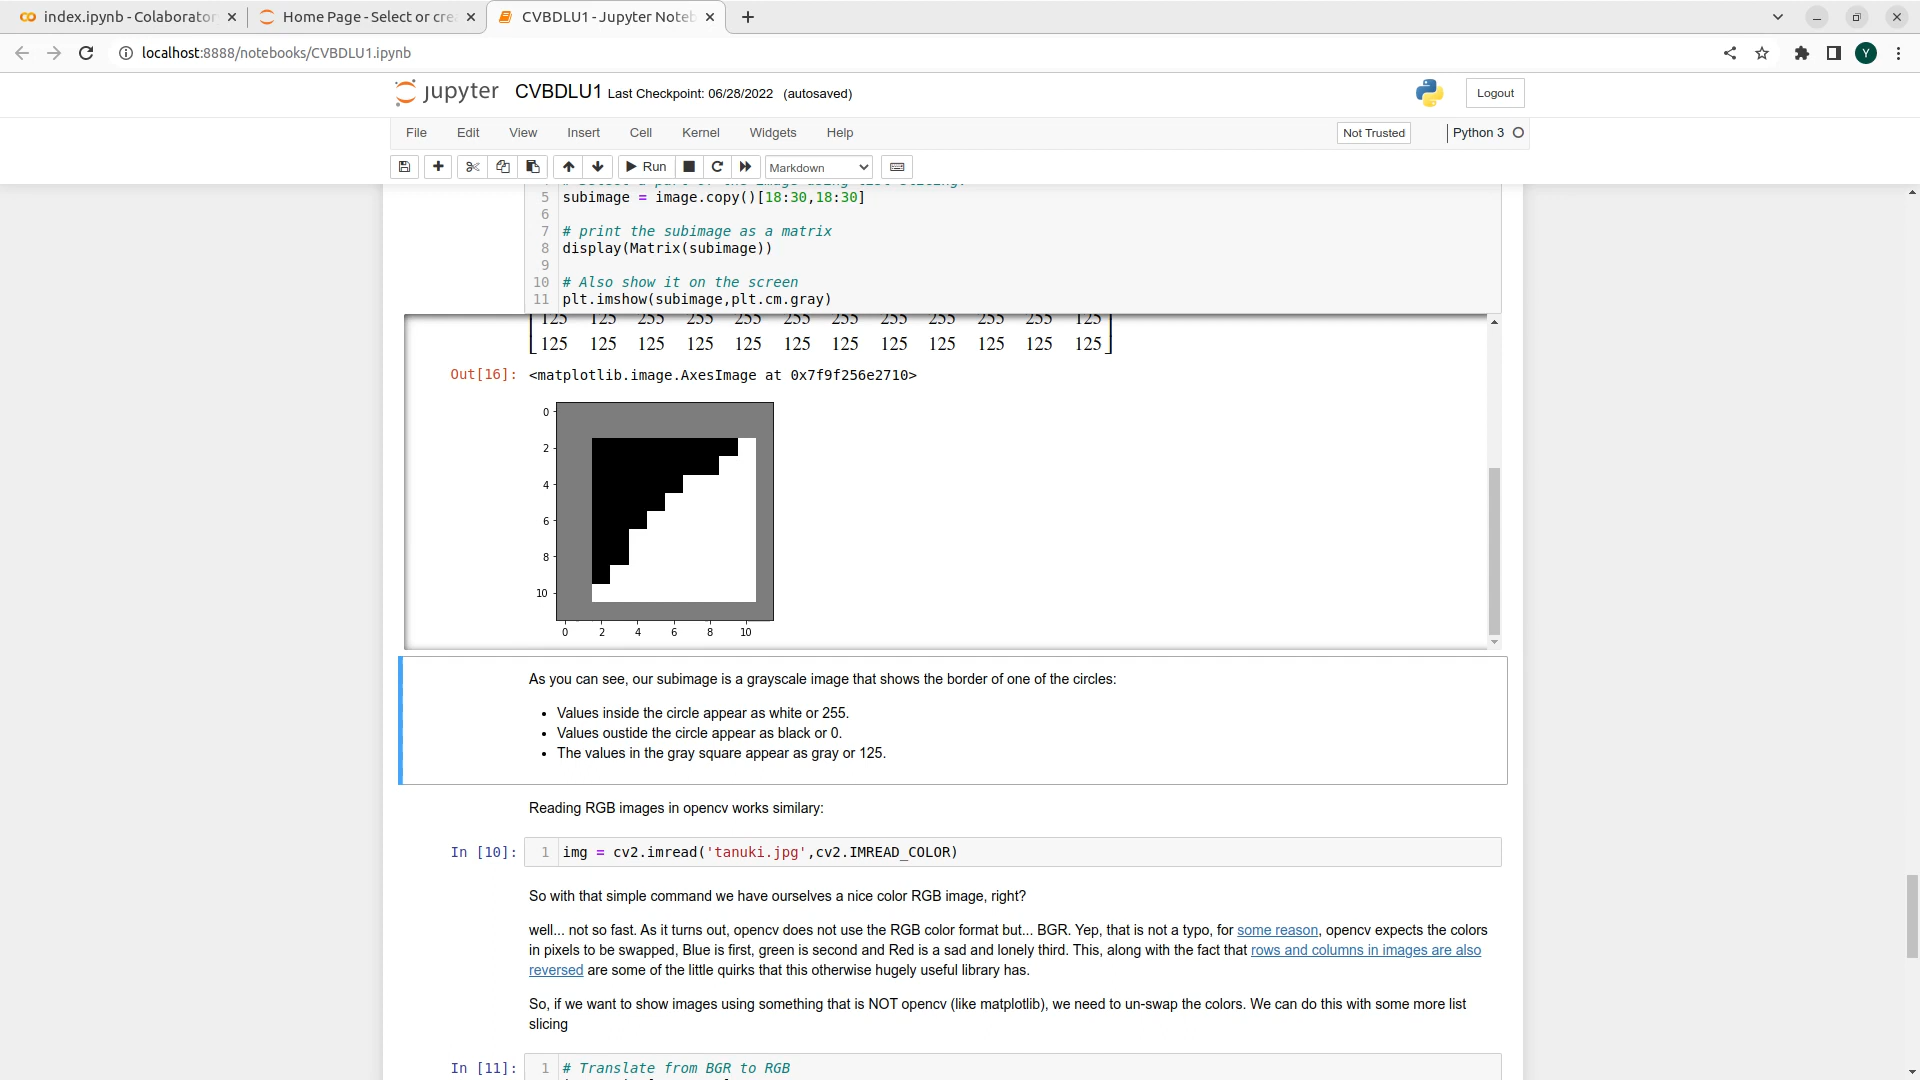 index.ipynb - Colaborator
Home Page - Select or cre
CVBDLU1 - Jupyter Noteb
localhost:8888/notebooks/CVBDLU1.ipynb
Y
jupyter CVBDLU1 Last Checkpoint: 06/28/2022 (autosaved)
Logout
File Edit View Insert Cell Kernel Widgets Help
Not Trusted Python 3
Run Markdown
5 subimage = image.copy()[18:30,18:30]
6
7 # print the subimage as a matrix
8 display(Matrix(subimage))
9
10 # Also show it on the screen
11 plt.imshow(subimage,plt.cm.gray)
125 125 255 255 255 255 255 255 255 255 255 125
125 125 125 125 125 125 125 125 125 125 125 125
Out[16]: <matplotlib.image.AxesImage at 0x7f9f256e2710>
0
2
4
6
8
10
0 2 4 6 8 10
As you can see, our subimage is a grayscale image that shows the border of one of the circles:
• Values inside the circle appear as white or 255.
• Values oustide the circle appear as black or 0.
• The values in the gray square appear as gray or 125.
Reading RGB images in opencv works similary:
In [10]: 1 img = cv2.imread('tanuki.jpg',cv2.IMREAD_COLOR)
So with that simple command we have ourselves a nice color RGB image, right?
well... not so fast. As it turns out, opencv does not use the RGB color format but... BGR. Yep, that is not a typo, for some reason, opencv expects the colors
in pixels to be swapped, Blue is first, green is second and Red is a sad and lonely third. This, along with the fact that rows and columns in images are also
reversed are some of the little quirks that this otherwise hugely useful library has.
So, if we want to show images using something that is NOT opencv (like matplotlib), we need to un-swap the colors. We can do this with some more list
slicing
In [11]: 1 # Translate from BGR to RGB